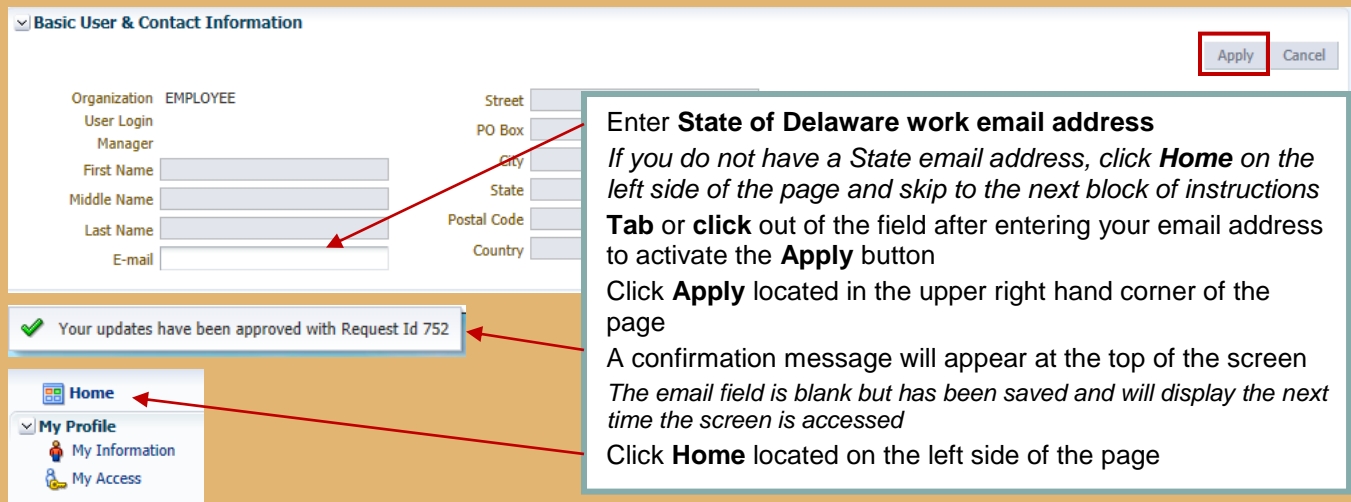 Basic User & Contact Information
Apply Cancel
Organization EMPLOYEE
User Login
Manager
First Name
Middle Name
Last Name
E-mail
Street
PO Box
City
State
Postal Code
Country
Enter State of Delaware work email address
If you do not have a State email address, click Home on the
left side of the page and skip to the next block of instructions
Tab or click out of the field after entering your email address
to activate the Apply button
Click Apply located in the upper right hand corner of the
page
A confirmation message will appear at the top of the screen
The email field is blank but has been saved and will display the next
time the screen is accessed
Click Home located on the left side of the page
Your updates have been approved with Request Id 752
Home
My Profile
My Information
My Access